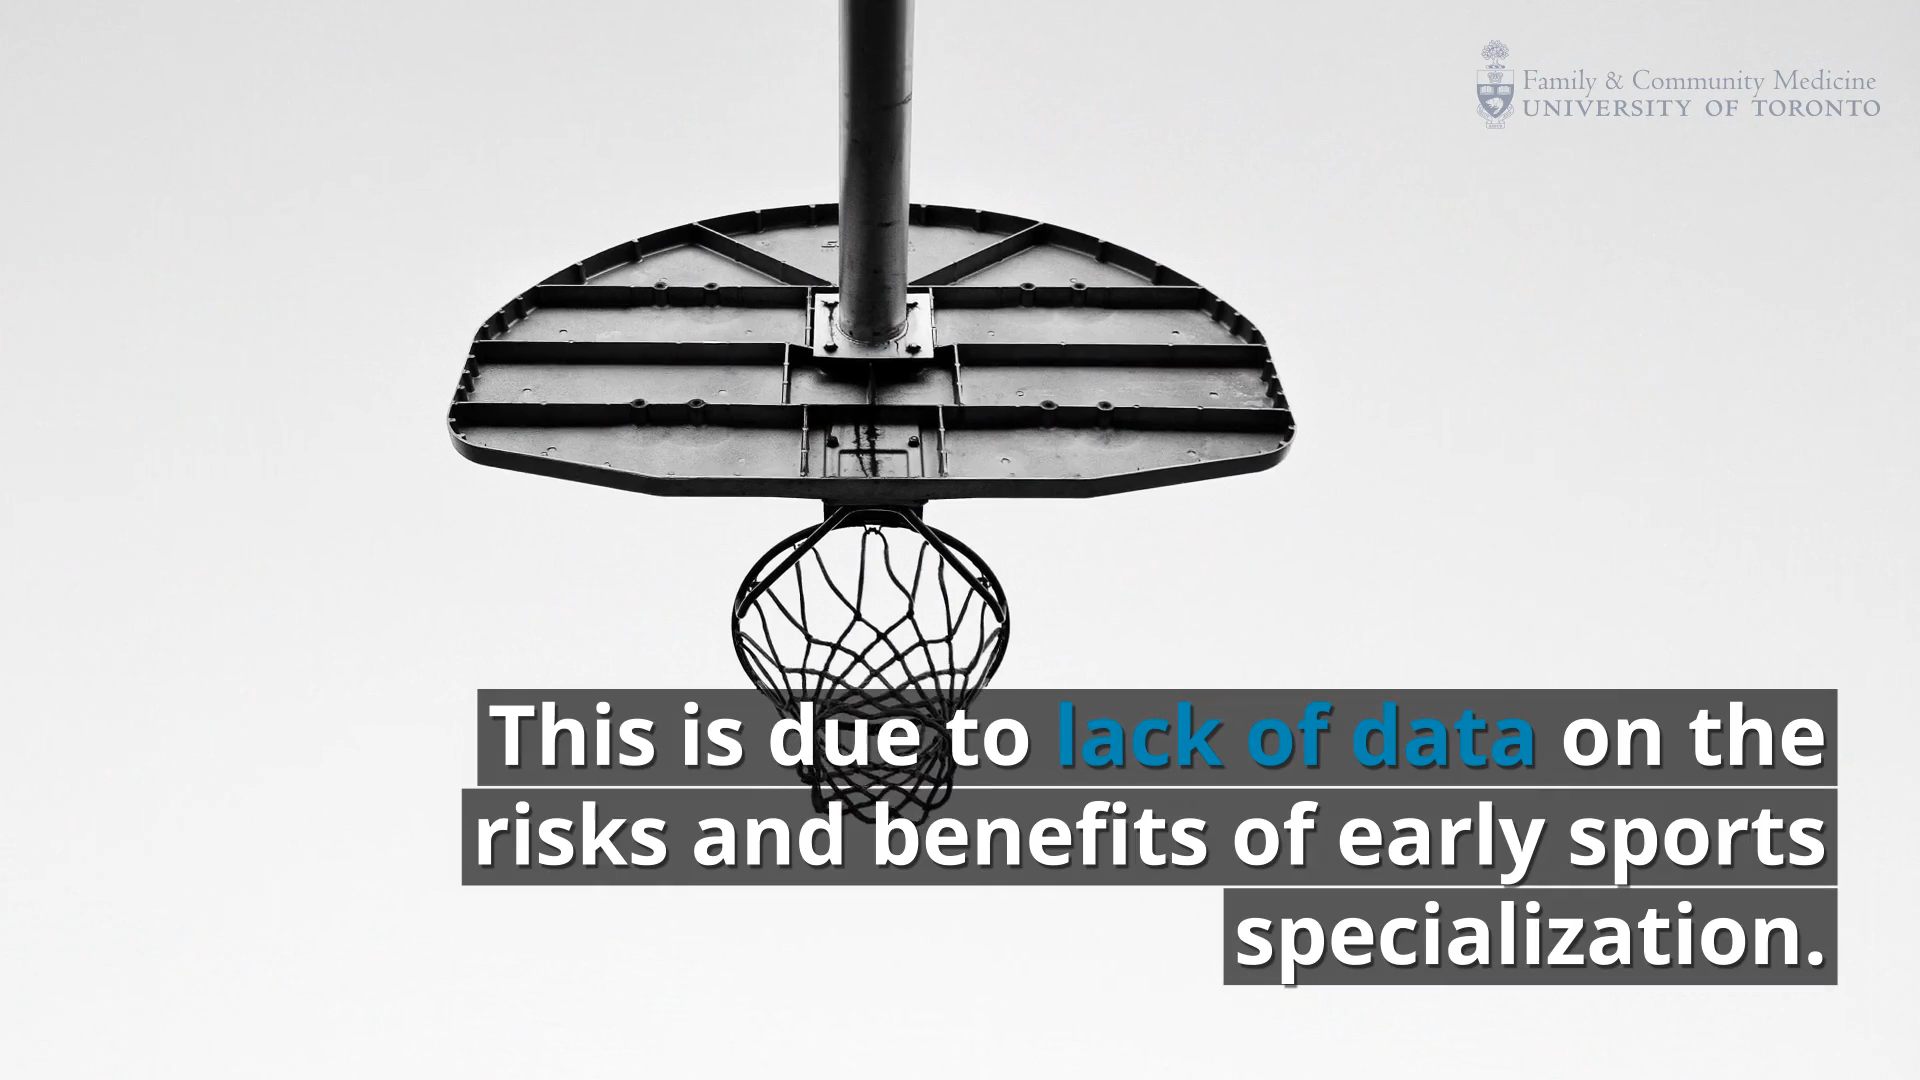 Family & Community Medicine
UNIVERSITY OF TORONTO
This is due to lack of data on the
risks and benefits of early sports
specialization.